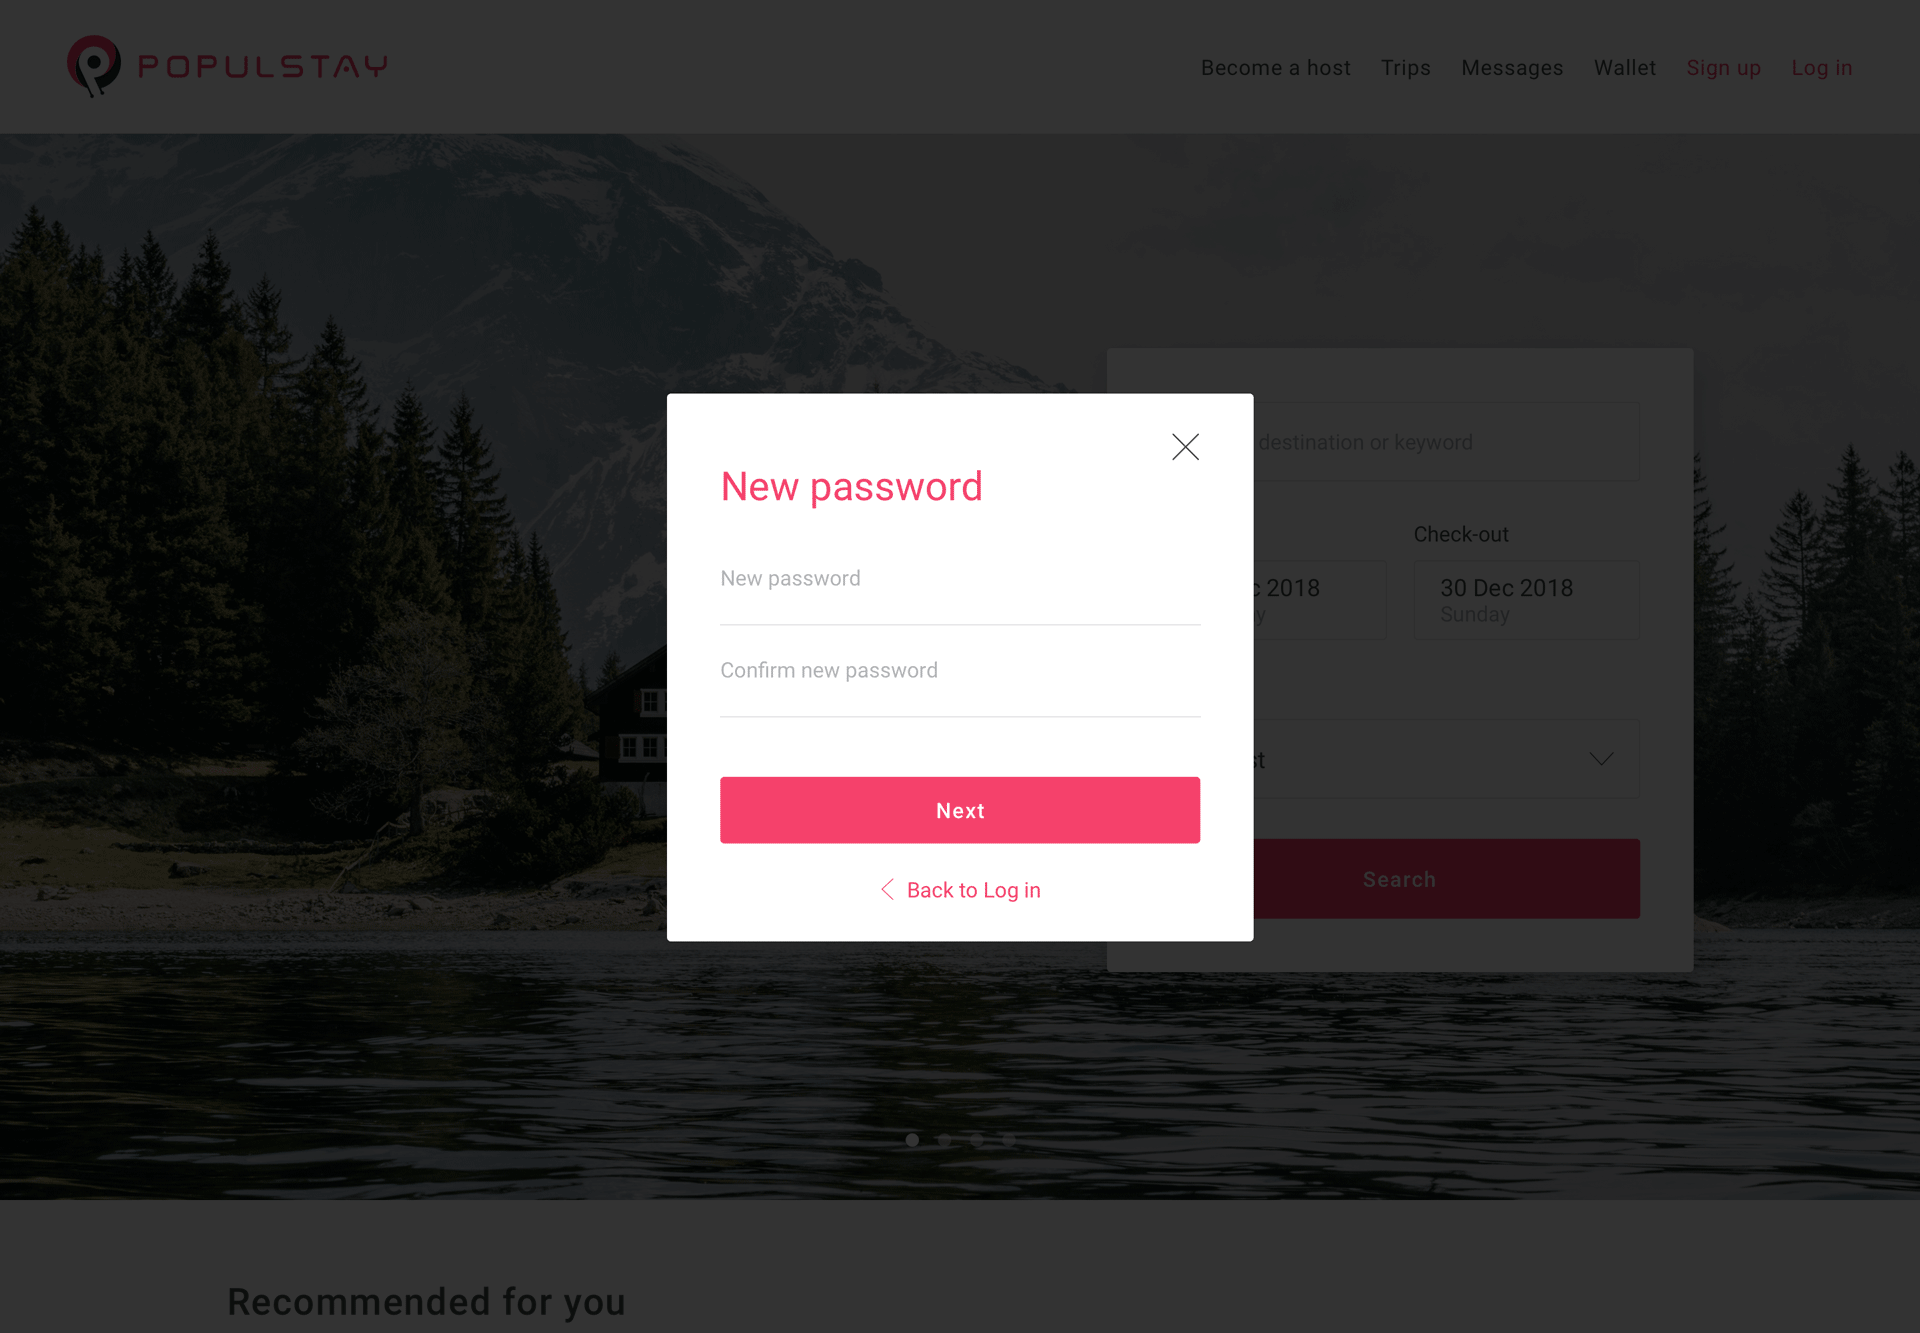 POPULSTAY
Become a host Trips Messages Wallet Sign up Log in
destination or keyword
Check-out
2018
30 Dec 2018
Sunday
New password
New password
Confirm new password
Next
Back to Log in
Search
Recommended for you